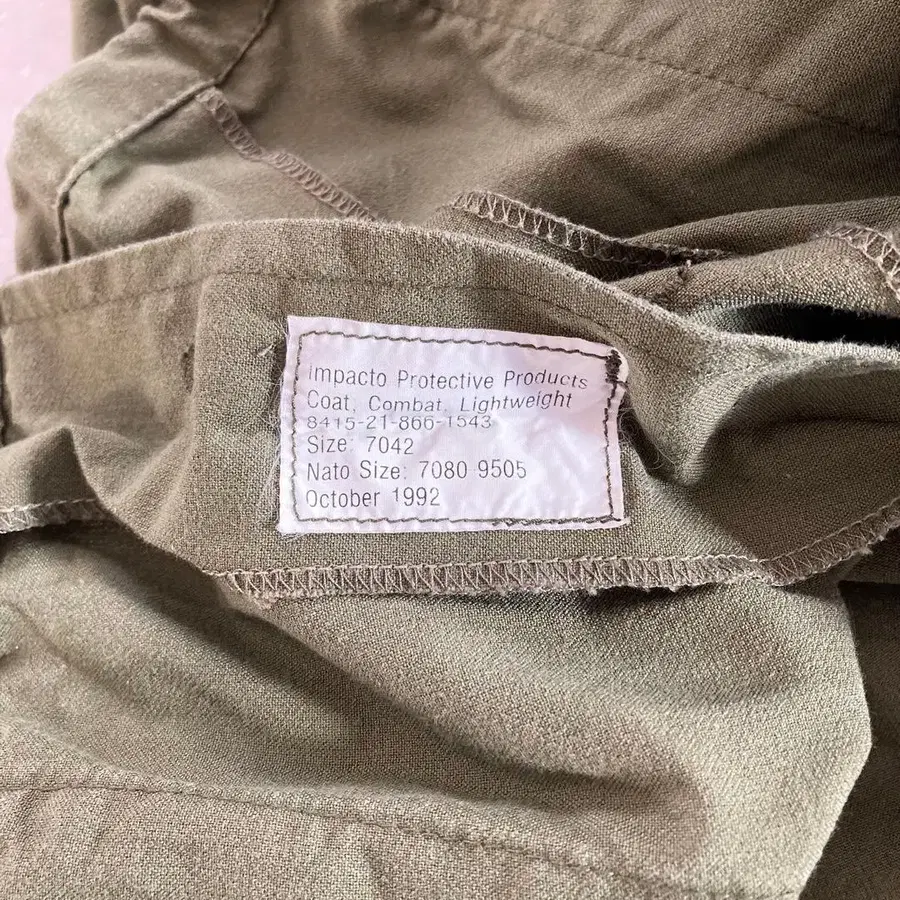 Impacto Protective Products
Coat, Combat, Lightweight
8415-21-866-1543
Size: 7042
Nato Size: 7080 9505
October 1992